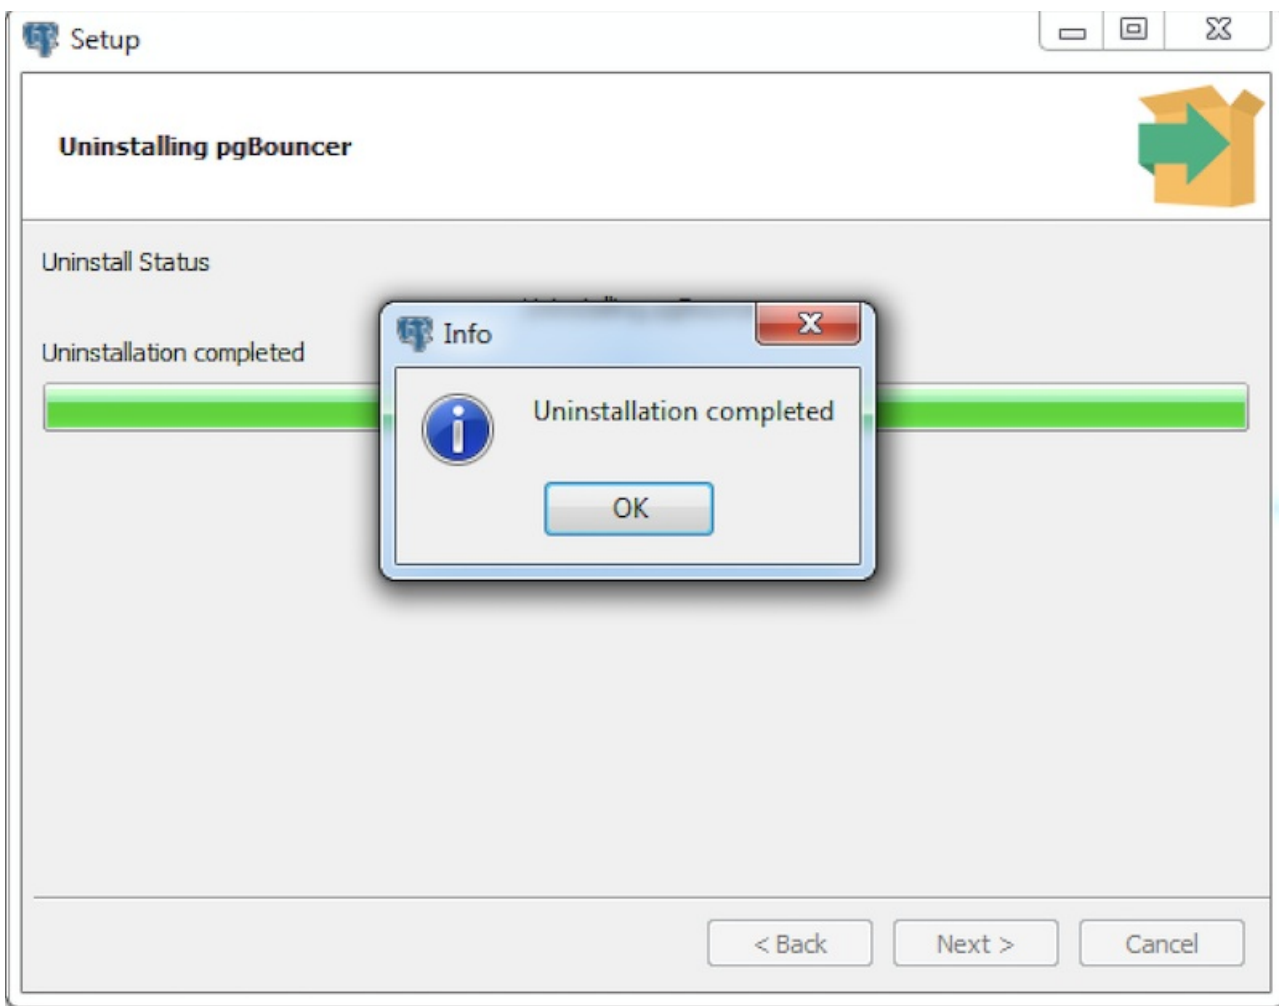 Setup
Uninstalling pgBouncer
Uninstall Status
Uninstallation completed
Info
Uninstallation completed
OK
< Back
Next >
Cancel